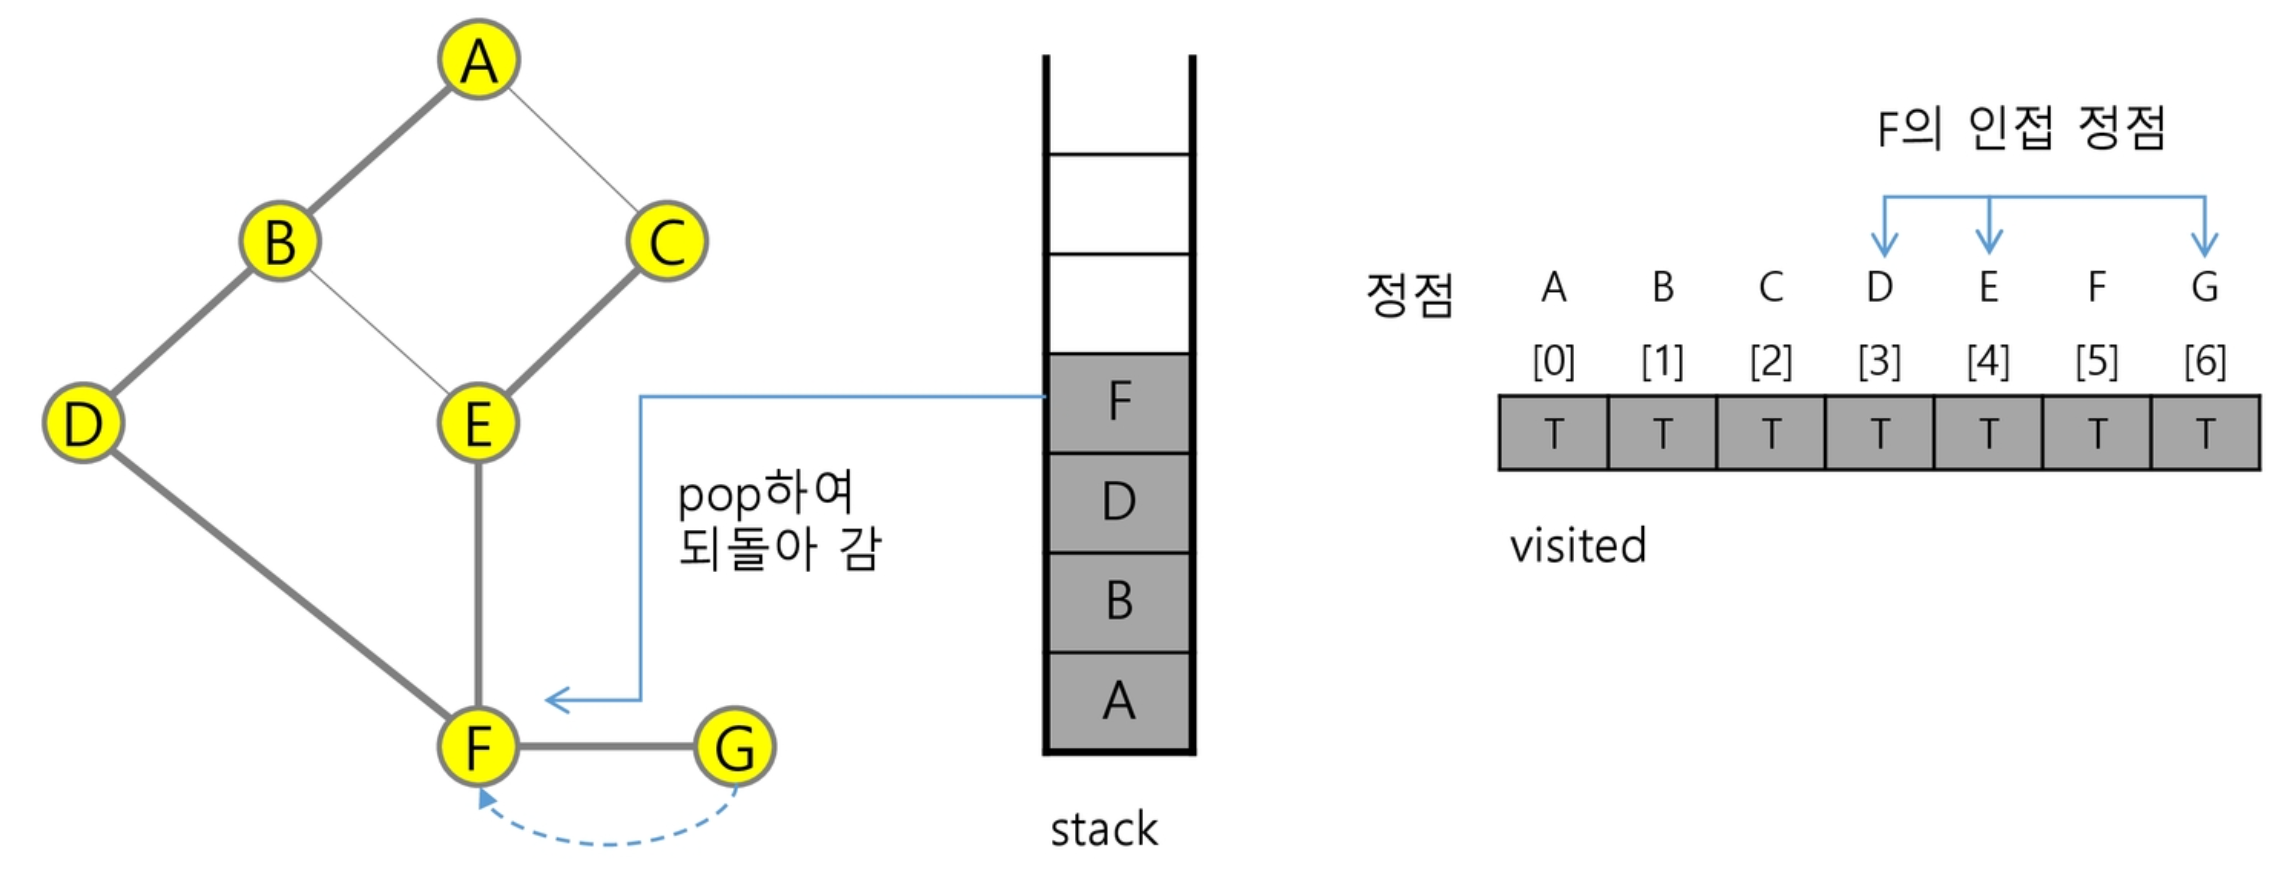 A
B
C
D
E
F
G
pop하여
되돌아 감
F
D
B
A
stack
F의 인접 정점
정점 A B C D E F G
[0] [1] [2] [3] [4] [5] [6]
T T T T T T T
visited